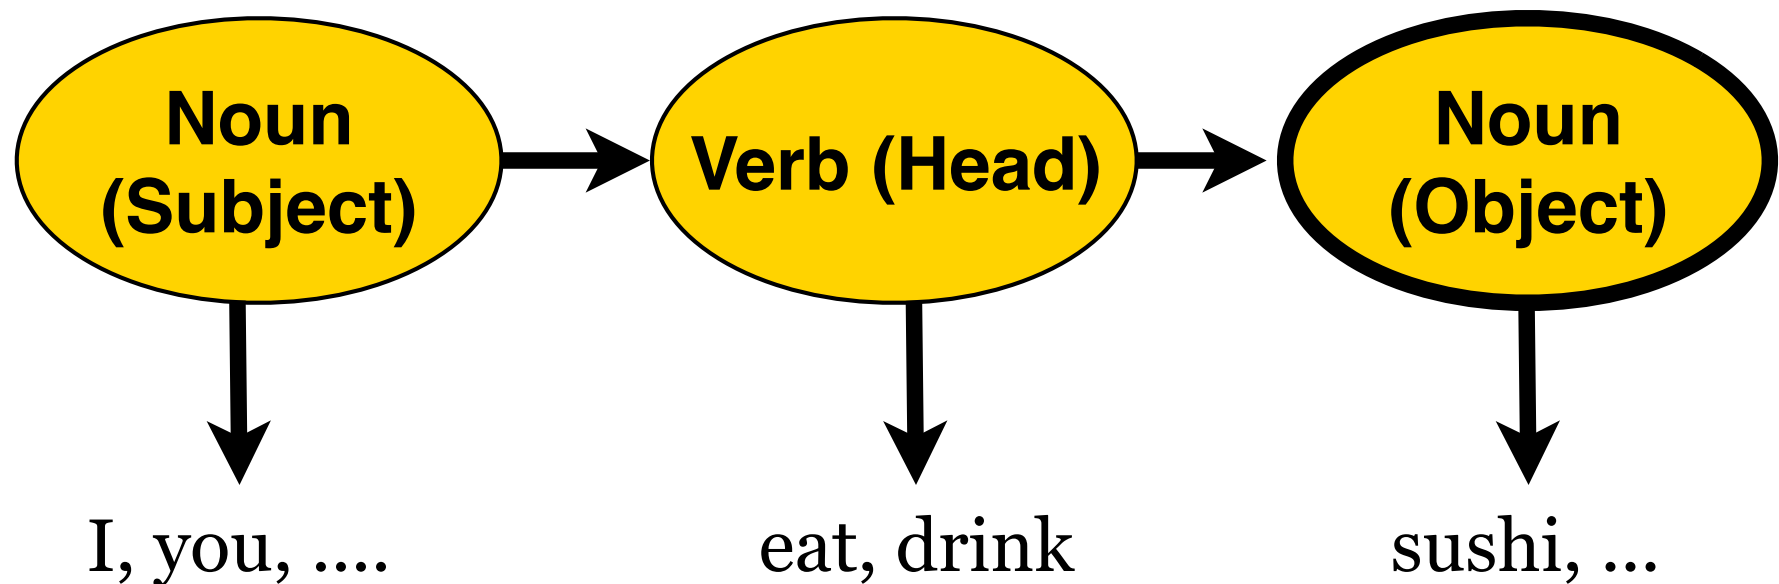 Noun
(Subject)
Verb (Head)
Noun
(Object)
I, you, ....
eat, drink
sushi, ...